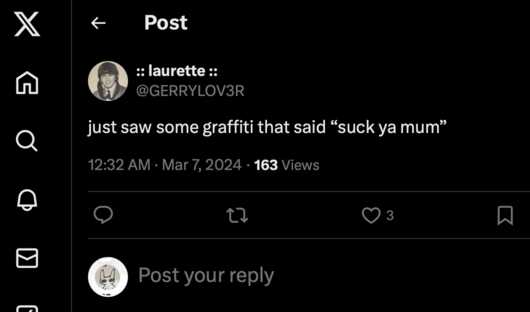 Post
:: laurette ::
@GERRYLOV3R
just saw some graffiti that said “suck ya mum”
12:32 AM · Mar 7, 2024 · 163 Views
3
Post your reply